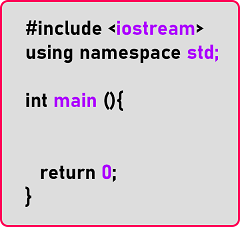 #include <iostream>
using namespace std;
int main (){
return 0;
}